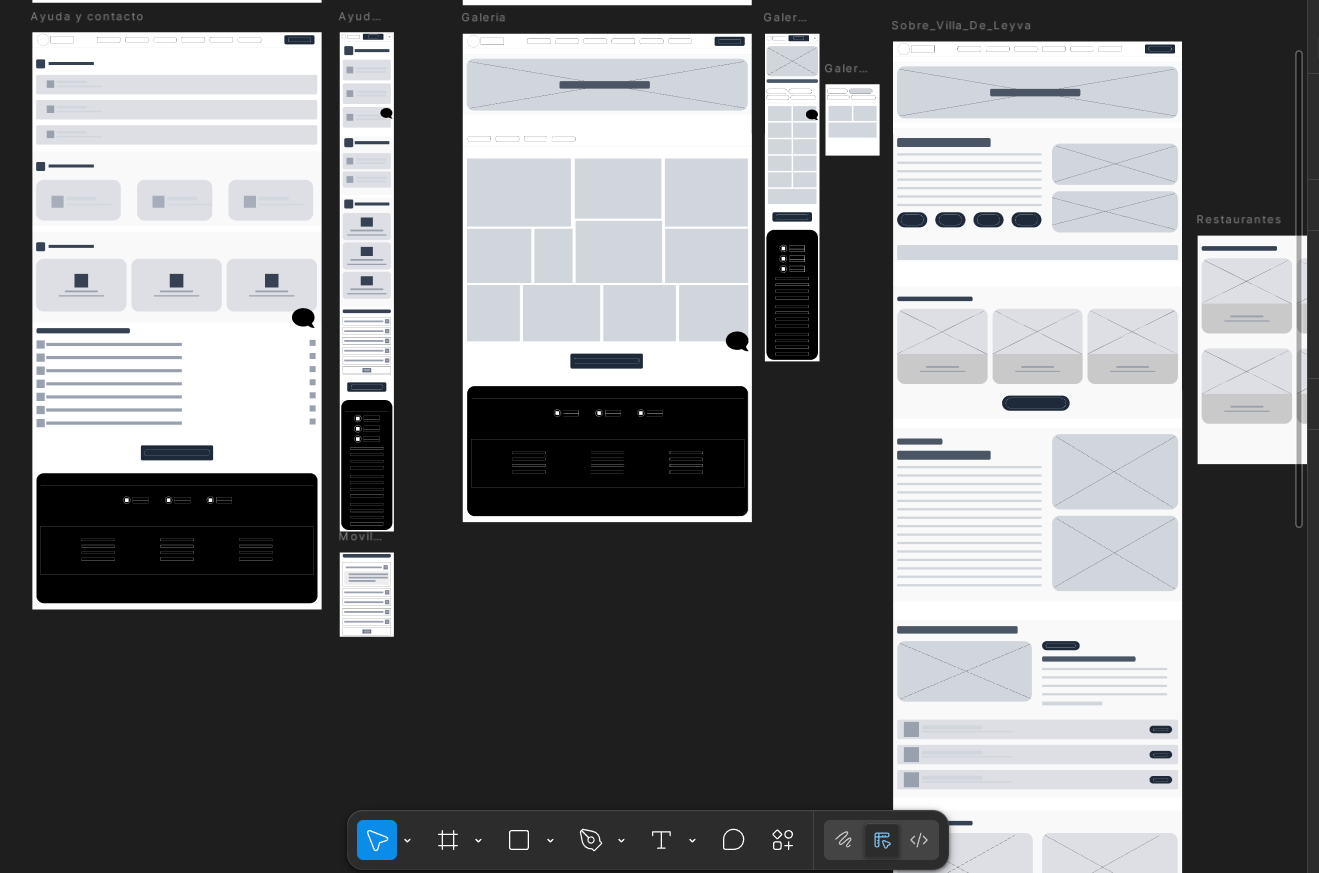 Ayuda y contacto
Ayud...
Galeria
Galer...
Galer...
Sobre_Villa_De_Leyva
Restaurantes
Movil...